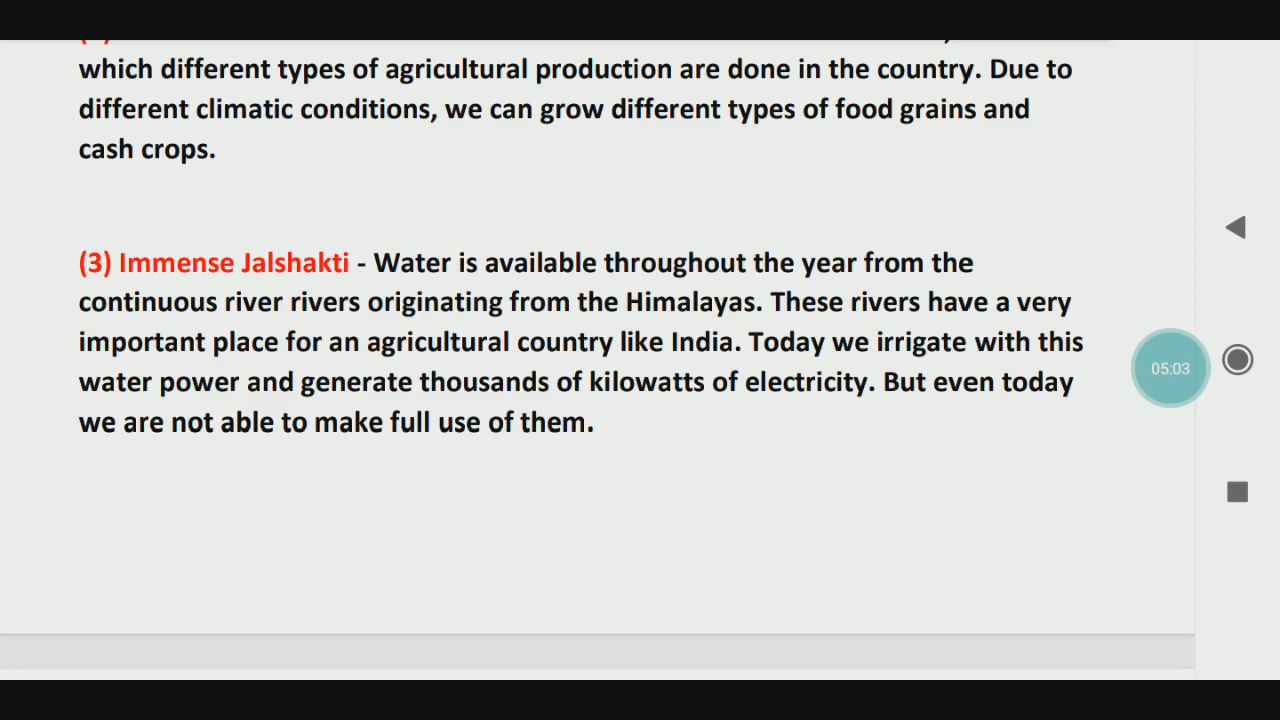 which different types of agricultural production are done in the country. Due to
different climatic conditions, we can grow different types of food grains and
cash crops.
(3) Immense Jalshakti - Water is available throughout the year from the
continuous river rivers originating from the Himalayas. These rivers have a very
important place for an agricultural country like India. Today we irrigate with this
water power and generate thousands of kilowatts of electricity. But even today
we are not able to make full use of them.
05:03